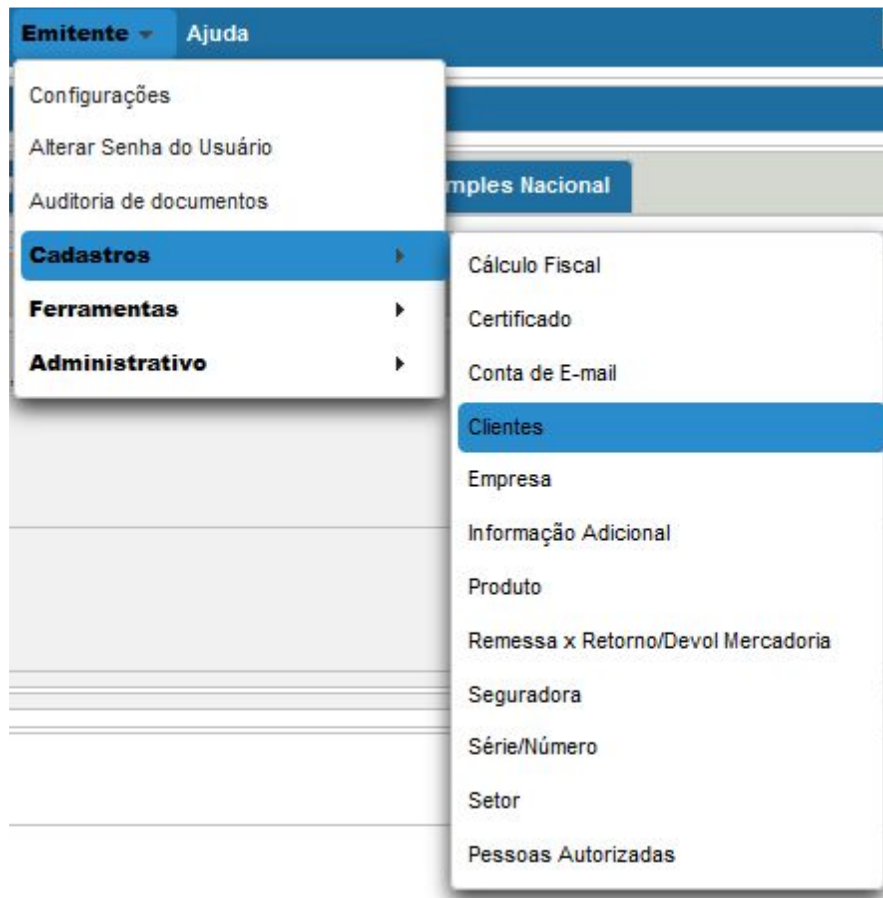 Emitente Ajuda
Configurações
Alterar Senha do Usuário
Auditoria de documentos
Nacional
Cadastros
Ferramentas
Administrativo
Cálculo Fiscal
Certificado
Conta de E-mail
Clientes
Empresa
Informação Adicional
Produto
Remessa x Retorno/Devol Mercadoria
Seguradora
Série/Número
Setor
Pessoas Autorizadas